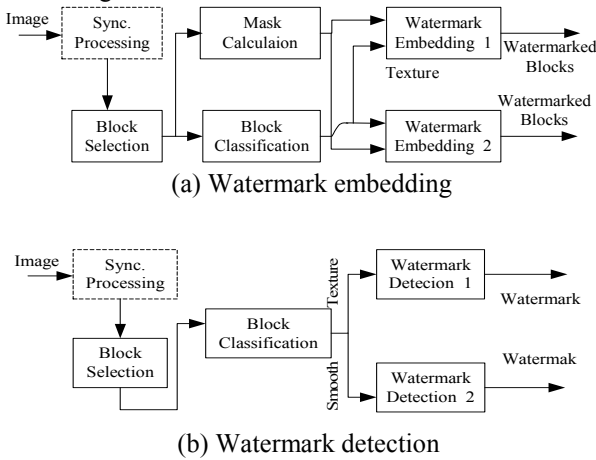 Image
Sync.
Processing
Mask
Calculaion
Watermark
Embedding 1
Watermarked
Blocks
Texture
Watermarked
Blocks
Block
Selection
Block
Classification
Watermark
Embedding 2
(a) Watermark embedding
Image
Sync.
Processing
Texture
Watermark
Detecion 1
Watermark
Block
Classification
Block
Selection
Smooth
Watermak
Watermark
Detection 2
(b) Watermark detection